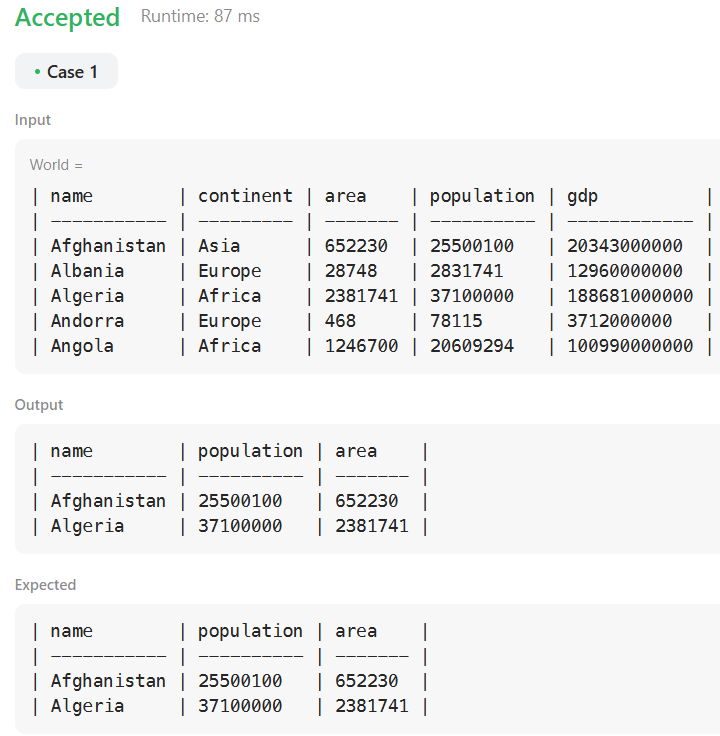 Accepted Runtime: 87 ms
• Case 1
Input
World =
| name        | continent | area    | population | gdp          |
| ----------- | --------- | ------- | ---------- | ------------ |
| Afghanistan | Asia      | 652230  | 25500100   | 20343000000  |
| Albania     | Europe    | 28748   | 2831741    | 12960000000  |
| Algeria     | Africa    | 2381741 | 37100000   | 188681000000 |
| Andorra     | Europe    | 468     | 78115      | 3712000000   |
| Angola      | Africa    | 1246700 | 20609294   | 100990000000 |
Output
| name        | population | area    |
| ----------- | ---------- | ------- |
| Afghanistan | 25500100   | 652230  |
| Algeria     | 37100000   | 2381741 |
Expected
| name        | population | area    |
| ----------- | ---------- | ------- |
| Afghanistan | 25500100   | 652230  |
| Algeria     | 37100000   | 2381741 |